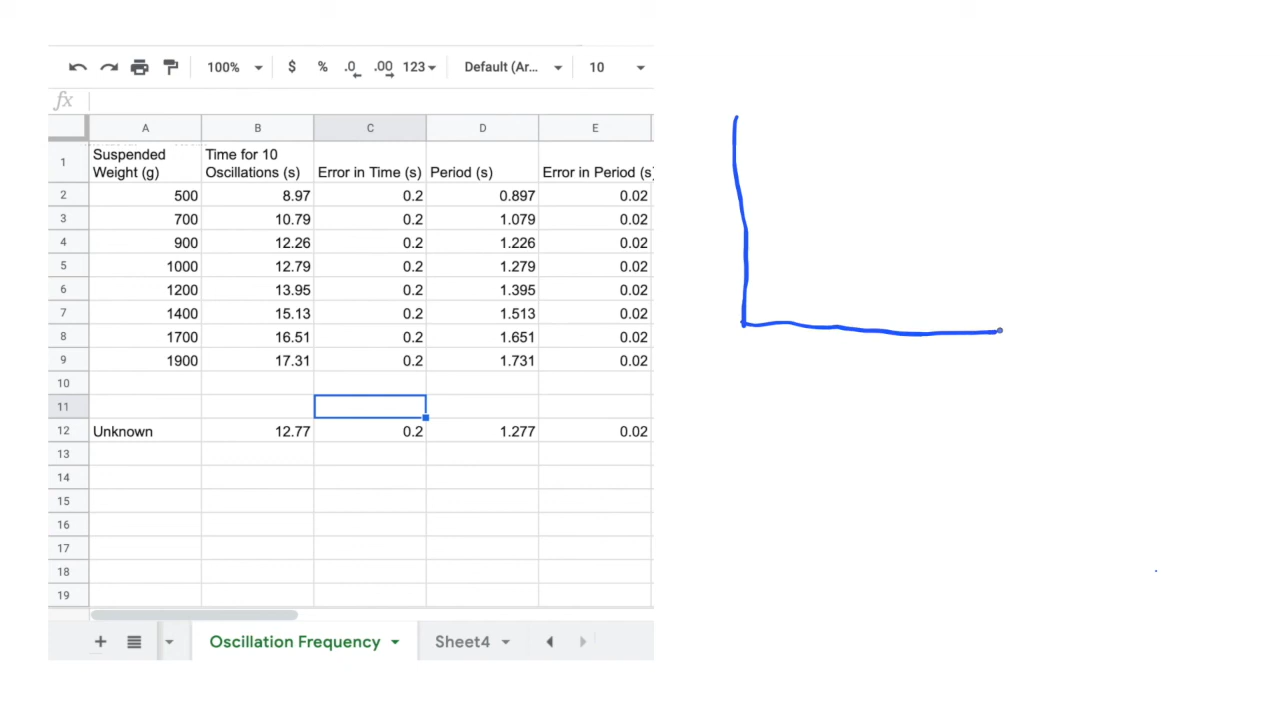 100% $ % .0 .00 123 Default (Ar... 10
fx
A B C D E
1 Suspended Weight (g) Time for 10 Oscillations (s) Error in Time (s) Period (s) Error in Period (s)
2 500 8.97 0.2 0.897 0.02
3 700 10.79 0.2 1.079 0.02
4 900 12.26 0.2 1.226 0.02
5 1000 12.79 0.2 1.279 0.02
6 1200 13.95 0.2 1.395 0.02
7 1400 15.13 0.2 1.513 0.02
8 1700 16.51 0.2 1.651 0.02
9 1900 17.31 0.2 1.731 0.02
10
11
12 Unknown 12.77 0.2 1.277 0.02
13
14
15
16
17
18
19
+ Oscillation Frequency Sheet4